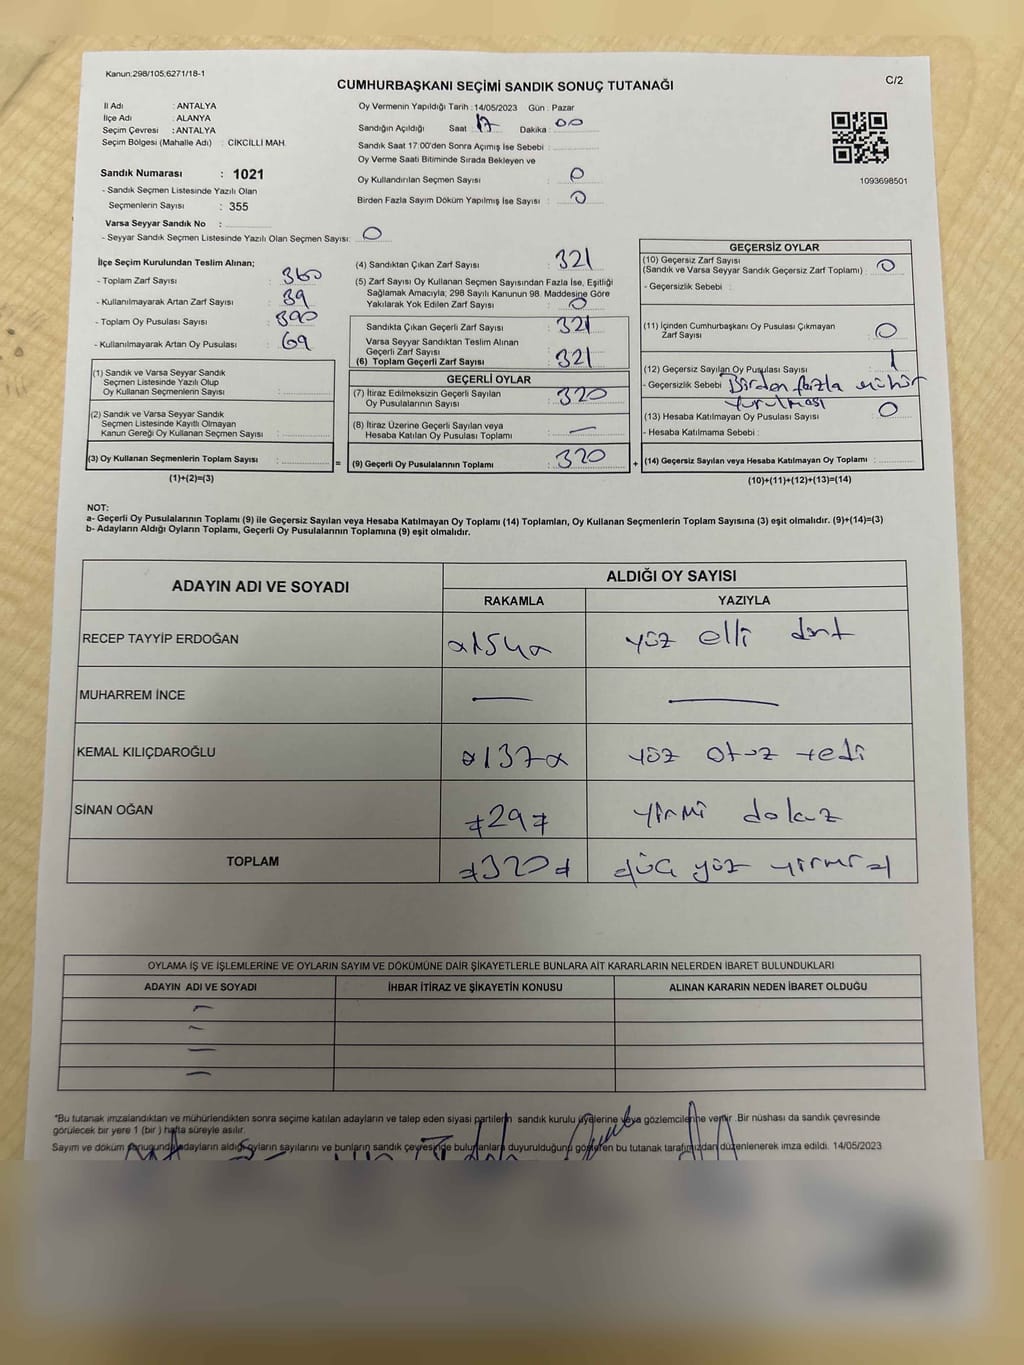 Kanun:298/105;6271/18-1
C/2
CUMHURBAŞKANI SEÇİMİ SANDIK SONUÇ TUTANAĞI
İl Adı : ANTALYA
İlçe Adı : ALANYA
Seçim Çevresi : ANTALYA
Seçim Bölgesi (Mahalle Adı) : CİKCİLLİ MAH.
Sandık Numarası : 1021
- Sandık Seçmen Listesinde Yazılı Olan
Seçmenlerin Sayısı : 355
Varsa Seyyar Sandık No :
- Seyyar Sandık Seçmen Listesinde Yazılı Olan Seçmen Sayısı: 0
Oy Vermenin Yapıldığı Tarih : 14/05/2023 Gün : Pazar
Sandığın Açıldığı Saat 17 Dakika : 00
Sandık Saat 17:00'den Sonra Açımış İse Sebebi :
Oy Verme Saati Bitiminde Sırada Bekleyen ve
Oy Kullandırılan Seçmen Sayısı : 0
Birden Fazla Sayım Döküm Yapılmış İse Sayısı : 0
1093698501
İlçe Seçim Kurulundan Teslim Alınan;
- Toplam Zarf Sayısı : 360
- Kullanılmayarak Artan Zarf Sayısı : 39
- Toplam Oy Pusulası Sayısı : 390
- Kullanılmayarak Artan Oy Pusulası : 69
(1) Sandık ve Varsa Seyyar Sandık
Seçmen Listesinde Yazılı Olup
Oy Kullanan Seçmen Sayısı :
(2) Sandık ve Varsa Seyyar Sandık
Seçmen Listesinde Kayıtlı Olmayan
Kanun Gereği Oy Kullanan Seçmen Sayısı :
(3) Oy Kullanan Seçmenlerin Toplam Sayısı :
(1)+(2)=(3)
(4) Sandıktan Çıkan Zarf Sayısı : 321
(5) Zarf Sayısı Oy Kullanan Seçmen Sayısından Fazla İse, Eşitliği
Sağlamak Amacıyla; 298 Sayılı Kanunun 98. Maddesine Göre
Yakılarak Yok Edilen Zarf Sayısı : 0
Sandıkta Çıkan Geçerli Zarf Sayısı : 321
Varsa Seyyar Sandıktan Teslim Alınan
Geçerli Zarf Sayısı :
(6) Toplam Geçerli Zarf Sayısı : 321
GEÇERLİ OYLAR
(7) İtiraz Edilmeksizin Geçerli Sayılan
Oy Pusulalarının Sayısı : 320
(8) İtiraz Üzerine Geçerli Sayılan veya
Hesaba Katılan Oy Pusulası Toplamı : —
= (9) Geçerli Oy Pusulalarının Toplamı : 320 +
GEÇERSİZ OYLAR
(10) Geçersiz Zarf Sayısı
(Sandık ve Varsa Seyyar Sandık Geçersiz Zarf Toplamı) : 0
- Geçersizlik Sebebi :
(11) İçinden Cumhurbaşkanı Oy Pusulası Çıkmayan
Zarf Sayısı : 0
(12) Geçersiz Sayılan Oy Pusulası Sayısı : 1
- Geçersizlik Sebebi : Birden fazla mühür
vurulması
(13) Hesaba Katılmayan Oy Pusulası Sayısı : 0
- Hesaba Katılmama Sebebi :
(14) Geçersiz Sayılan veya Hesaba Katılmayan Oy Toplamı :
(10)+(11)+(12)+(13)=(14)
NOT:
a- Geçerli Oy Pusulalarının Toplamı (9) ile Geçersiz Sayılan veya Hesaba Katılmayan Oy Toplamı (14) Toplamları, Oy Kullanan Seçmenlerin Toplam Sayısına (3) eşit olmalıdır. (9)+(14)=(3)
b- Adayların Aldığı Oyların Toplamı, Geçerli Oy Pusulalarının Toplamına (9) eşit olmalıdır.
ADAYIN ADI VE SOYADI
ALDIĞI OY SAYISI
RAKAMLA YAZIYLA
RECEP TAYYİP ERDOĞAN 154 yüz elli dört
MUHARREM İNCE — —
KEMAL KILIÇDAROĞLU 137 yüz otuz yedi
SİNAN OĞAN ≠29≠ yirmi dokuz
TOPLAM ≠320≠ üç yüz yirmi
OYLAMA İŞ VE İŞLEMLERİNE VE OYLARIN SAYIM VE DÖKÜMÜNE DAİR ŞİKAYETLERLE BUNLARA AİT KARARLARIN NELERDEN İBARET BULUNDUKLARI
ADAYIN ADI VE SOYADI İHBAR İTİRAZ VE ŞİKAYETİN KONUSU ALINAN KARARIN NEDEN İBARET OLDUĞU
—
—
—
—
"Bu tutanak imzalandıktan ve mühürlendikten sonra seçime katılan adayların ve talep eden siyasi partilerin sandık kurulu üyelerine veya gözlemcilerine verilir. Bir nüshası da sandık çevresinde
görülecek bir yere 1 (bir) hafta süreyle asılır.
Sayım ve döküm sonugunda adayların aldığı oyların sayılarını ve bunların sandık çevresinde bulunanlara duyurulduğunu gösteren bu tutanak tarafımızdan düzenlenerek imza edildi. 14/05/2023